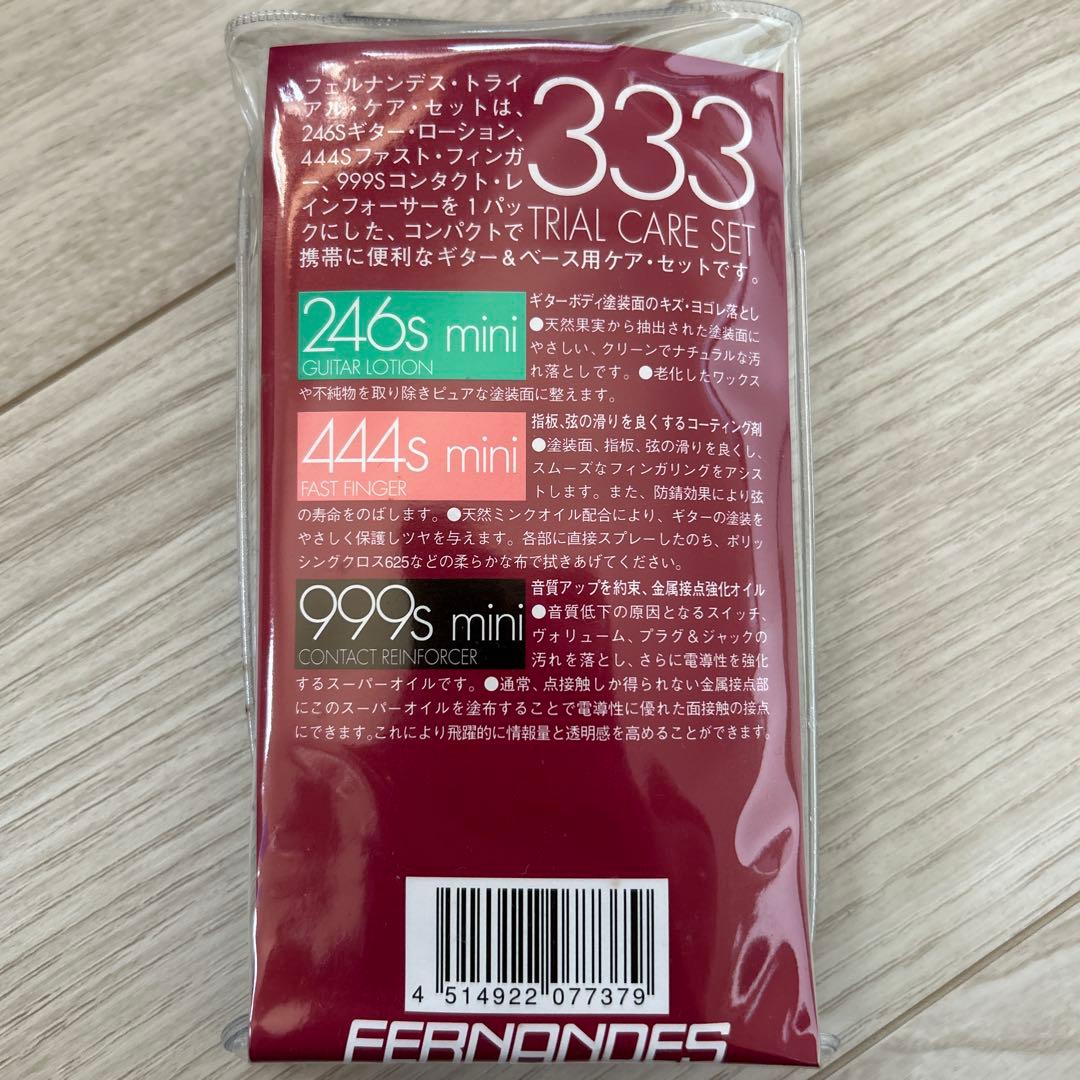 フェルナンデス・トライ
アル・ケア・セットは、
246Sギター・ローション、
444Sファスト・フィンガ
ー、999Sコンタクト・レ
インフォーサーを1パッ
クにした、コンパクトで
携帯に便利なギター&ベース用ケア・セットです。
333
TRIAL CARE SET
246s mini
GUITAR LOTION
ギターボディ塗装面のキズ・ヨゴレ落とし
●天然果実から抽出された塗装面に
やさしい、クリーンでナチュラルな汚
れ落としです。●老化したワックス
や不純物を取り除きピュアな塗装面に整えます。
444s mini
FAST FINGER
指板、弦の滑りを良くするコーティング剤
●塗装面、指板、弦の滑りを良くし、
スムーズなフィンガリングをアシス
トします。また、防錆効果により弦
の寿命をのばします。●天然ミンクオイル配合により、ギターの塗装を
やさしく保護しツヤを与えます。各部に直接スプレーしたのち、ポリッ
シングクロス625などの柔らかな布で拭きあげてください。
999s mini
CONTACT REINFORCER
音質アップを約束、金属接点強化オイル
●音質低下の原因となるスイッチ、
ヴォリューム、プラグ&ジャックの
汚れを落とし、さらに電導性を強化
するスーパーオイルです。●通常、点接触しか得られない金属接点部
にこのスーパーオイルを塗布することで電導性に優れた面接触の接点
にできます。これにより飛躍的に情報量と透明感を高めることができます。
4 514922 077379
FERNANDES